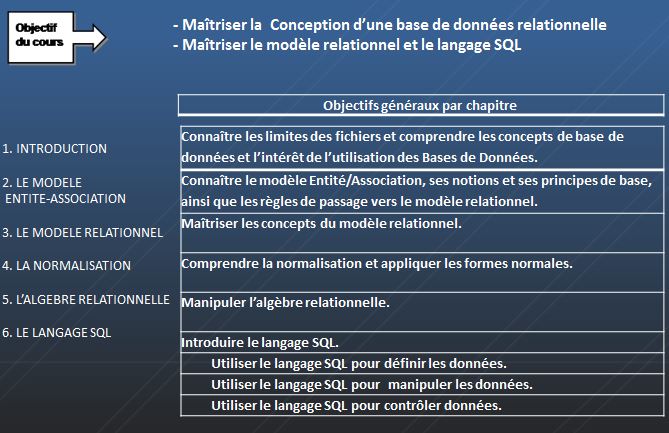 Objectif
du cours
- Maîtriser la Conception d'une base de données relationnelle
- Maîtriser le modèle relationnel et le langage SQL
Objectifs généraux par chapitre
1. INTRODUCTION
Connaître les limites des fichiers et comprendre les concepts de base de
données et l'intérêt de l'utilisation des Bases de Données.
2. LE MODELE
ENTITE-ASSOCIATION
Connaître le modèle Entité/Association, ses notions et ses principes de base,
ainsi que les règles de passage vers le modèle relationnel.
3. LE MODELE RELATIONNEL
Maîtriser les concepts du modèle relationnel.
4. LA NORMALISATION
Comprendre la normalisation et appliquer les formes normales.
5. L'ALGEBRE RELATIONNELLE
Manipuler l'algèbre relationnelle.
6. LE LANGAGE SQL
Introduire le langage SQL.
Utiliser le langage SQL pour définir les données.
Utiliser le langage SQL pour manipuler les données.
Utiliser le langage SQL pour contrôler données.